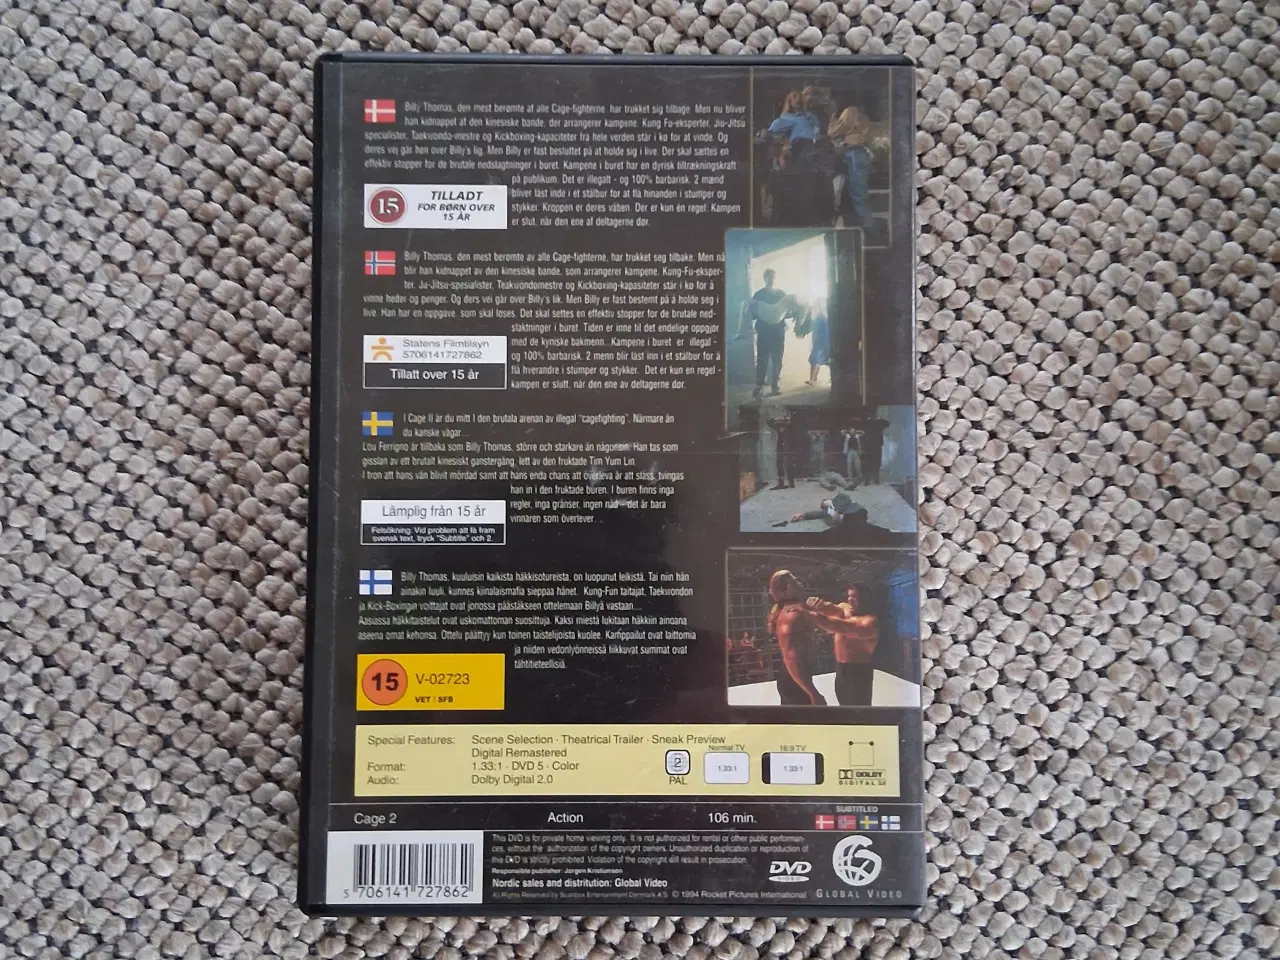 Billy Thomas, den mest berømte at alle Cage-fighterne, har trukket sig tilbage. Men nu bliver
han kidnappet at den kinesiske bande, der arrangerer kampene. Kung Fu-eksperter, Jiu-Jitsu
specialister, Taekwondo-mestre og Kickboxing-kapaciteter fra hele verden står i kø for at vinde. Og
deres vej går hen over Billy's lig. Men Billy er fast besluttet på at holde sig i live. Der skal sættes en
effektiv stopper for de brutale nedslagtninger i buret. Kampene i buret har en dyrisk tiltrækningskraft
på publikum. Det er illegalt - og 100% barbarisk. 2 mænd
bliver låst inde i et stålbur for at flå hinanden i stumper og
stykker. Kroppen er deres våben. Der er kun én regel: Kampen
er slut, når den ene af deltagerne dør.
15 TILLADT
FOR BØRN OVER
15 ÅR
Billy Thomas, den mest berømte av alle Cage-fighterne, har trukket seg tilbake. Men nå
blir han kidnappet av den kinesiske bande, som arrangerer kampene. Kung-Fu-eksper-
ter, Ju-Jitsu-spesialister, Teakwondomestre og Kickboxing-kapasiteter står i kø for å
vinne heder og penger. Og ders vei går over Billy's lik. Men Billy er fast bestemt på å holde seg i
live. Han har en oppgave, som skal løses. Det skal settes en effektiv stopper for de brutale ned-
slaktninger i buret. Tiden er inne til det endelige oppgjør
med de kyniske bakmenn...Kampene i buret er illegal -
og 100% barbarisk. 2 menn blir låst inn i et stålbur for å
flå hverandre i stumper og stykker. Det er kun en regel -
kampen er slutt, når den ene av deltagerne dør.
Statens Filmtilsyn
5706141727862
Tillatt over 15 år
I Cage II är du mitt I den brutala arenan av illegal "cagefighting". Närmare än
du kanske vågar...
Lou Ferrigno är tillbaka som Billy Thomas, större och starkare än någonsin. Han tas som
gisslan av ett brutalt kinesiskt gangstergäng, lett av den fruktade Tim Yum Lin
I tron att hans vän blivit mördad samt att hans enda chans att överleva är att slåss, tvingas
han in i den fruktade buren. I buren finns inga
regler, inga gränser, ingen nåd - det är bara
vinnaren som överlever...
Lämplig från 15 år
Felsökning: Vid problem att få fram
svensk text, tryck "Subtitle" och 2.
Billy Thomas, kuuluisin kaikista häkkisotureista, on luopunut leikistä. Tai niin hän
ainakin luuli, kunnes kiinalaismafia sieppaa hänet. Kung-Fun taitajat, Taekwondon
ja Kick-Boxingin voittajat ovat jonossa päästäkseen ottelemaan Billyä vastaan....
Aasiassa häkkitaistelut ovat uskomattoman suosittuja. Kaksi miestä lukitaan häkkiin ainoana
aseena omat kehonsa. Ottelu päättyy kun toinen taistelijoista kuolee. Kamppailut ovat laittomia
ja niiden vedonlyönneissä liikkuvat summat ovat
tähtitieteellisiä.
15 V-02723
VET / SFB
Special Features: Scene Selection · Theatrical Trailer · Sneak Preview
Digital Remastered
Format: 1.33:1 · DVD 5 · Color
Audio: Dolby Digital 2.0
2
PAL
Normal TV
1.33:1
16:9 TV
1.33:1
DOLBY
DIGITAL 2.0
Cage 2 Action 106 min.
SUBTITLED
This DVD is for private home viewing only. It is not authorized for rental or other public performan-
ces, without the authorization of the copyright owners. Unauthorized duplication or reproduction of
this DVD is strictly prohibited. Violation of the copyright still result in prosecution.
Responsible publisher: Jørgen Kristiansen
Nordic sales and distrition: Global Video
All Rights Reserved by Scanbox Entertainment Denmark A/S © 1994 Rocket Pictures International
DVD
VIDEO
GLOBAL VIDEO
5 706141 727862